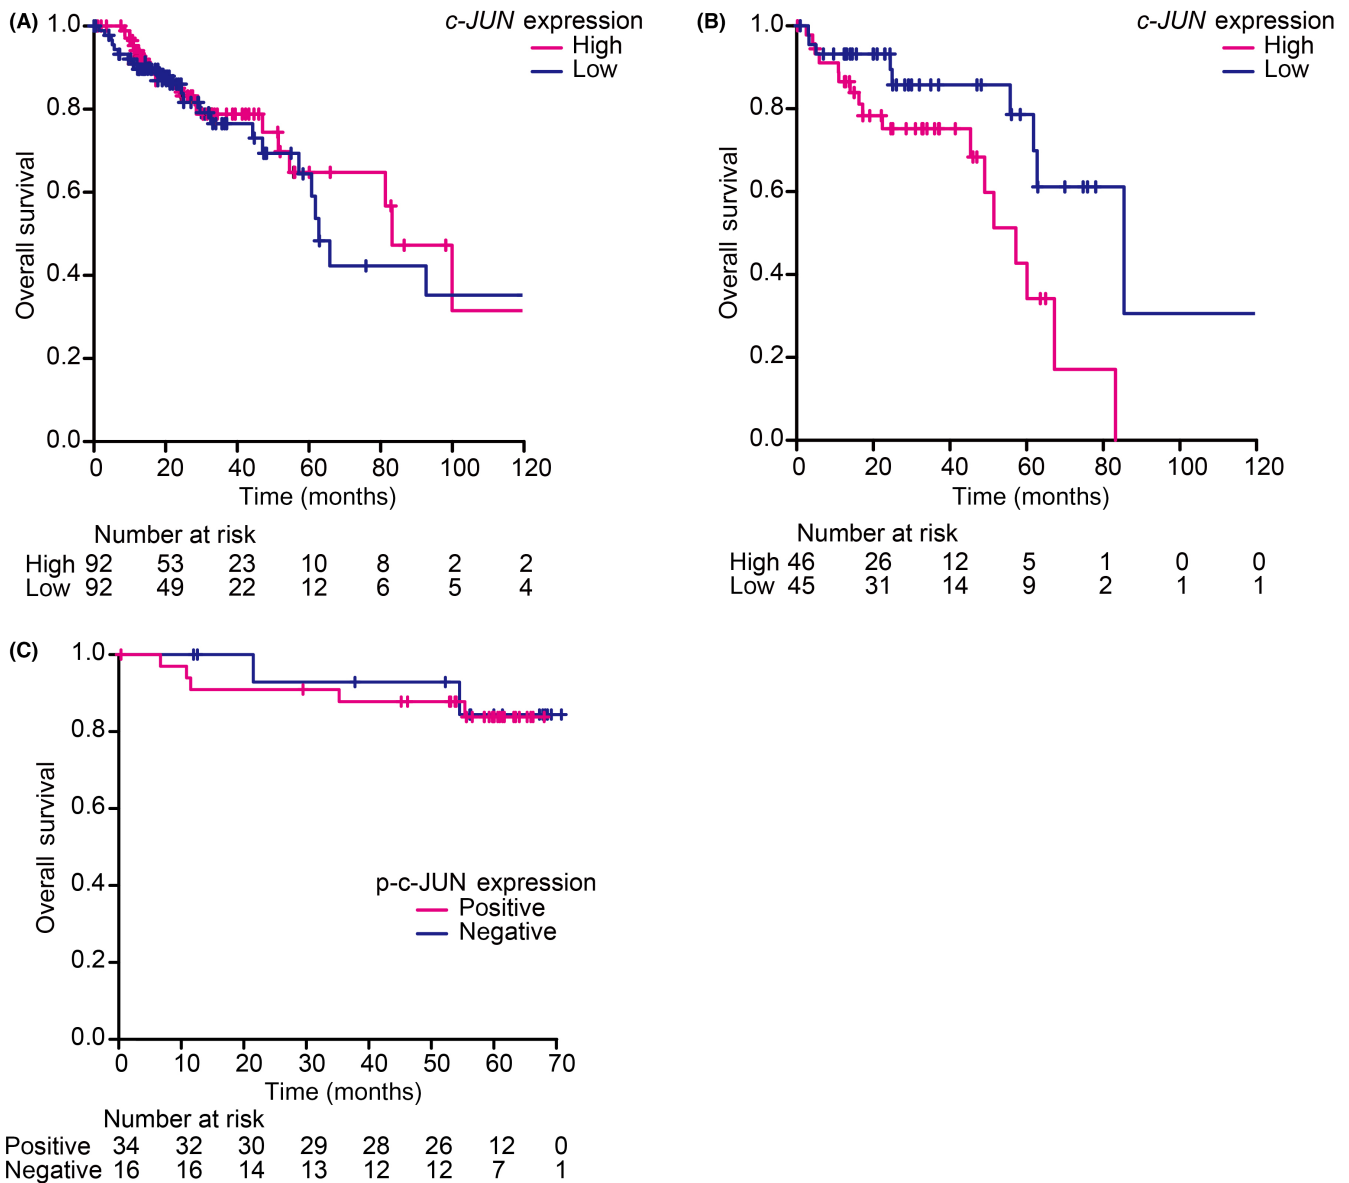 (A)
c-JUN expression
High
Low
1.0
0.8
0.6
0.4
0.2
0.0
Overall survival
0 20 40 60 80 100 120
Time (months)
Number at risk
High 92 53 23 10 8 2 2
Low 92 49 22 12 6 5 4
(B)
c-JUN expression
High
Low
1.0
0.8
0.6
0.4
0.2
0.0
Overall survival
0 20 40 60 80 100 120
Time (months)
Number at risk
High 46 26 12 5 1 0 0
Low 45 31 14 9 2 1 1
(C)
1.0
0.8
0.6
0.4
0.2
0.0
Overall survival
p-c-JUN expression
Positive
Negative
0 10 20 30 40 50 60 70
Time (months)
Number at risk
Positive 34 32 30 29 28 26 12 0
Negative 16 16 14 13 12 12 7 1